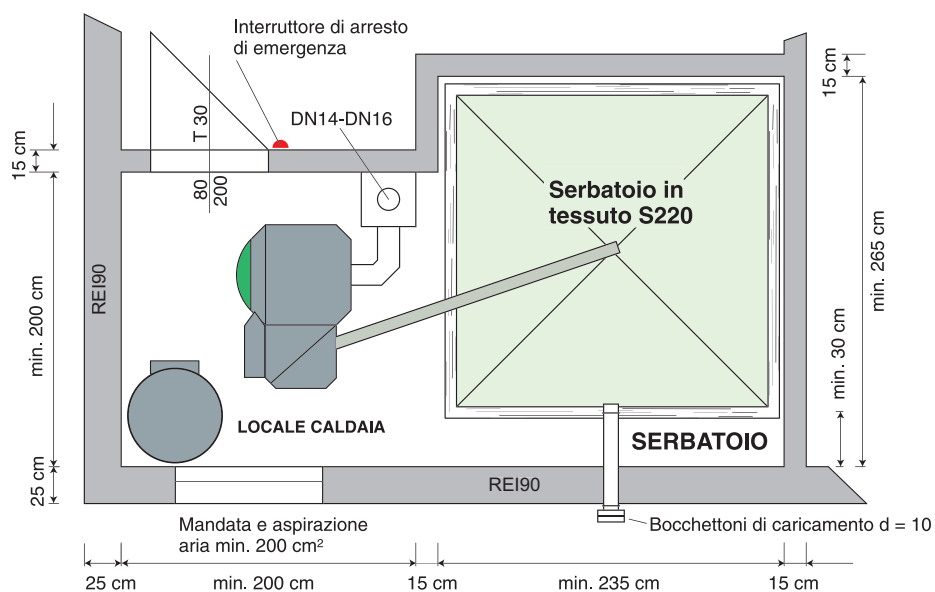 Interruttore di arresto
di emergenza
15 cm
T 30
DN14-DN16
15 cm
80
200
Serbatoio in
tessuto S220
min. 265 cm
REI90
min. 200 cm
min. 30 cm
LOCALE CALDAIA
SERBATOIO
25 cm
REI90
Mandata e aspirazione
aria min. 200 cm²
Bocchettoni di caricamento d = 10
25 cm
min. 200 cm
15 cm
min. 235 cm
15 cm